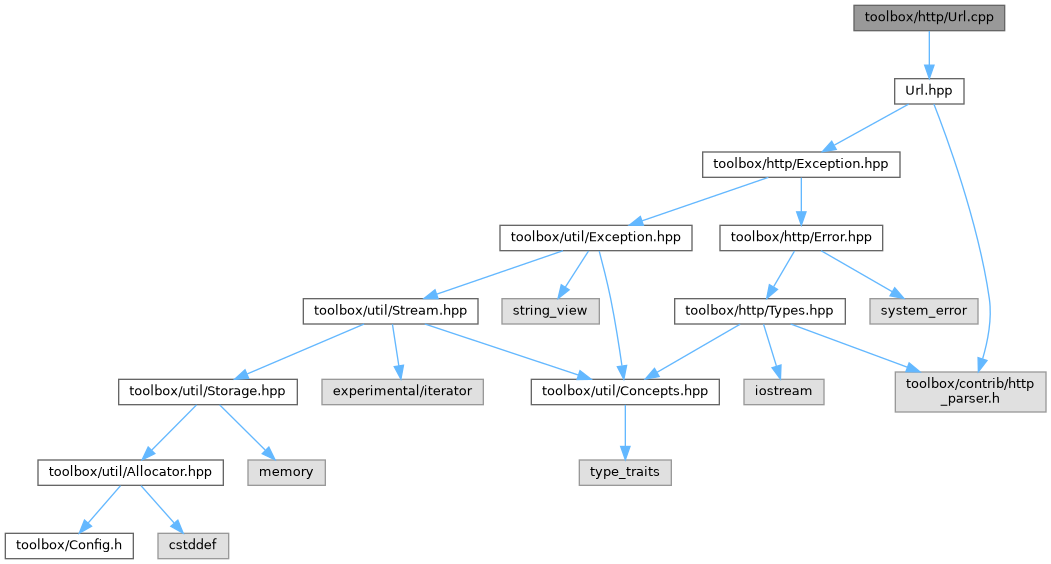 toolbox/http/Url.cpp
Url.hpp
toolbox/http/Exception.hpp
toolbox/util/Exception.hpp
toolbox/http/Error.hpp
toolbox/util/Stream.hpp
string_view
toolbox/http/Types.hpp
system_error
toolbox/util/Storage.hpp
experimental/iterator
toolbox/util/Concepts.hpp
iostream
toolbox/contrib/http
_parser.h
toolbox/util/Allocator.hpp
memory
type_traits
toolbox/Config.h
cstddef